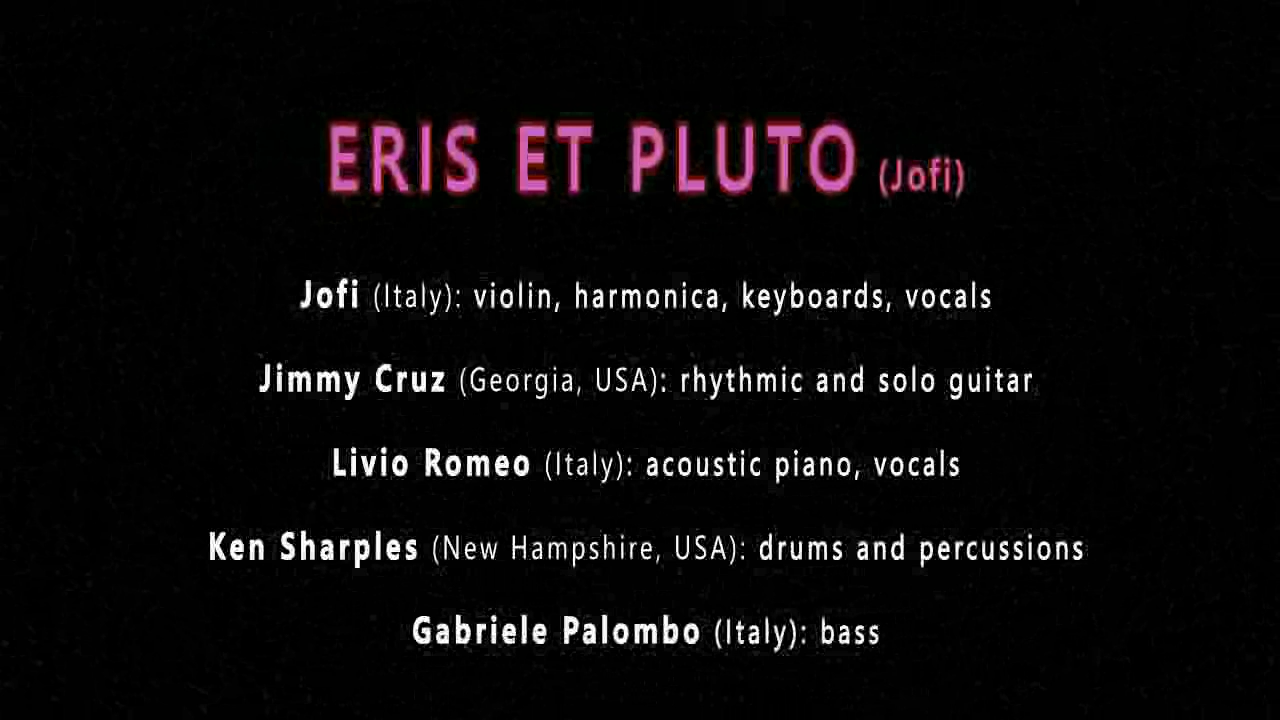 ERIS ET PLUTO (Jofi)
Jofi (Italy): violin, harmonica, keyboards, vocals
Jimmy Cruz (Georgia, USA): rhythmic and solo guitar
Livio Romeo (Italy): acoustic piano, vocals
Ken Sharples (New Hampshire, USA): drums and percussions
Gabriele Palombo (Italy): bass